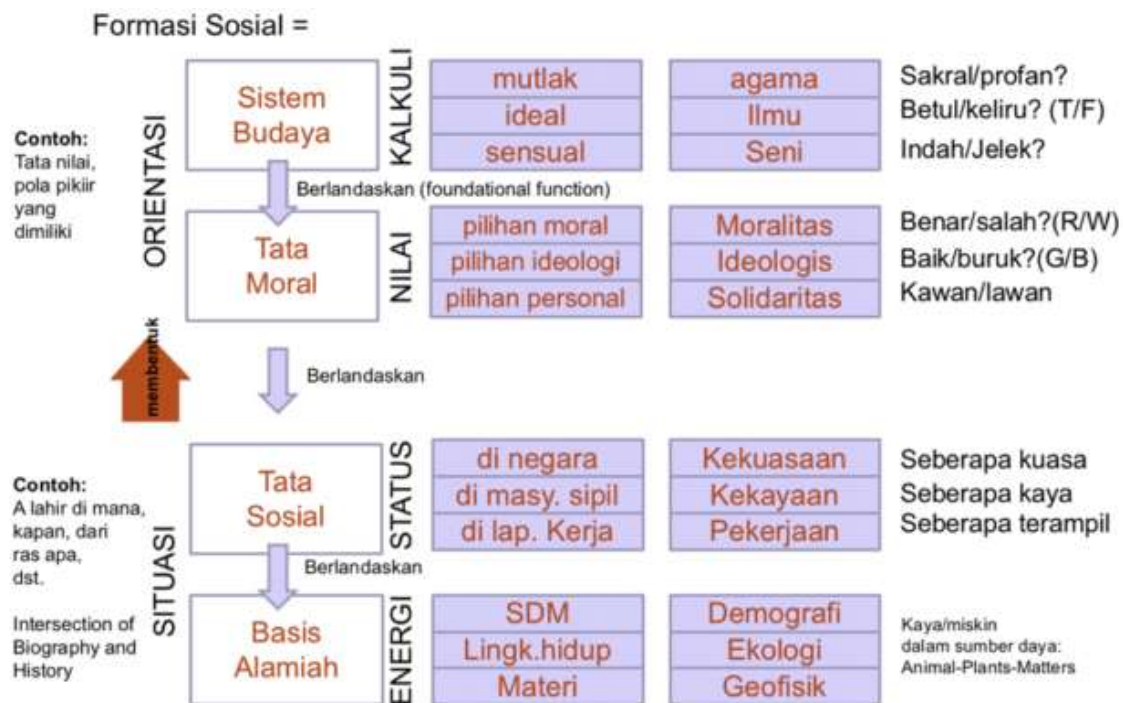 Formasi Sosial =
ORIENTASI
Contoh:
Tata nilai,
pola pikiir
yang
dimiliki
Sistem
Budaya
KALKULI
mutlak
ideal
sensual
agama
Ilmu
Seni
Sakral/profan?
Betul/keliru? (T/F)
Indah/Jelek?
Berlandaskan (foundational function)
Tata
Moral
NILAI
pilihan moral
pilihan ideologi
pilihan personal
Moralitas
Ideologis
Solidaritas
Benar/salah?(R/W)
Baik/buruk?(G/B)
Kawan/lawan
membentuk
Berlandaskan
SITUASI
Contoh:
A lahir di mana,
kapan, dari
ras apa,
dst.
Tata
Sosial
STATUS
di negara
di masy. sipil
di lap. Kerja
Kekuasaan
Kekayaan
Pekerjaan
Seberapa kuasa
Seberapa kaya
Seberapa terampil
Berlandaskan
Intersection of
Biography and
History
Basis
Alamiah
ENERGI
SDM
Lingk.hidup
Materi
Demografi
Ekologi
Geofisik
Kaya/miskin
dalam sumber daya:
Animal-Plants-Matters